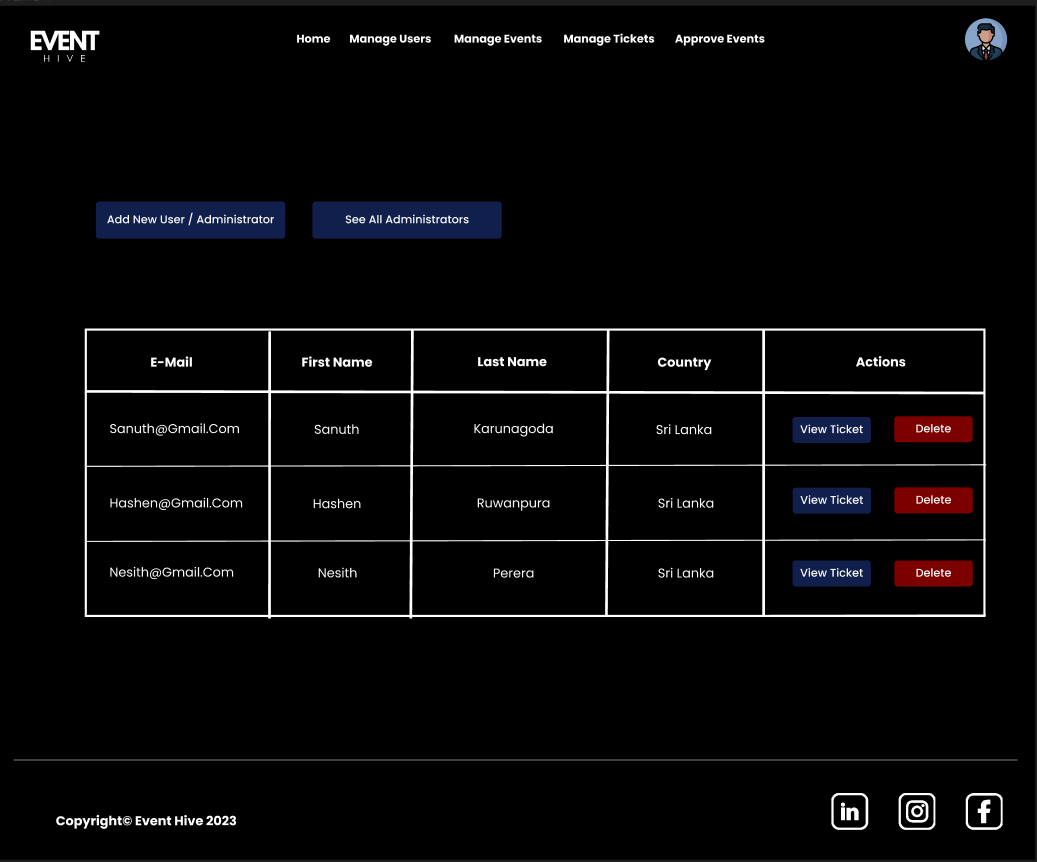 EVENT
HIVE
Home Manage Users Manage Events Manage Tickets Approve Events
Add New User / Administrator See All Administrators
E-Mail First Name Last Name Country Actions
Sanuth@Gmail.Com Sanuth Karunagoda Sri Lanka View Ticket Delete
Hashen@Gmail.Com Hashen Ruwanpura Sri Lanka View Ticket Delete
Nesith@Gmail.Com Nesith Perera Sri Lanka View Ticket Delete
Copyright© Event Hive 2023
in